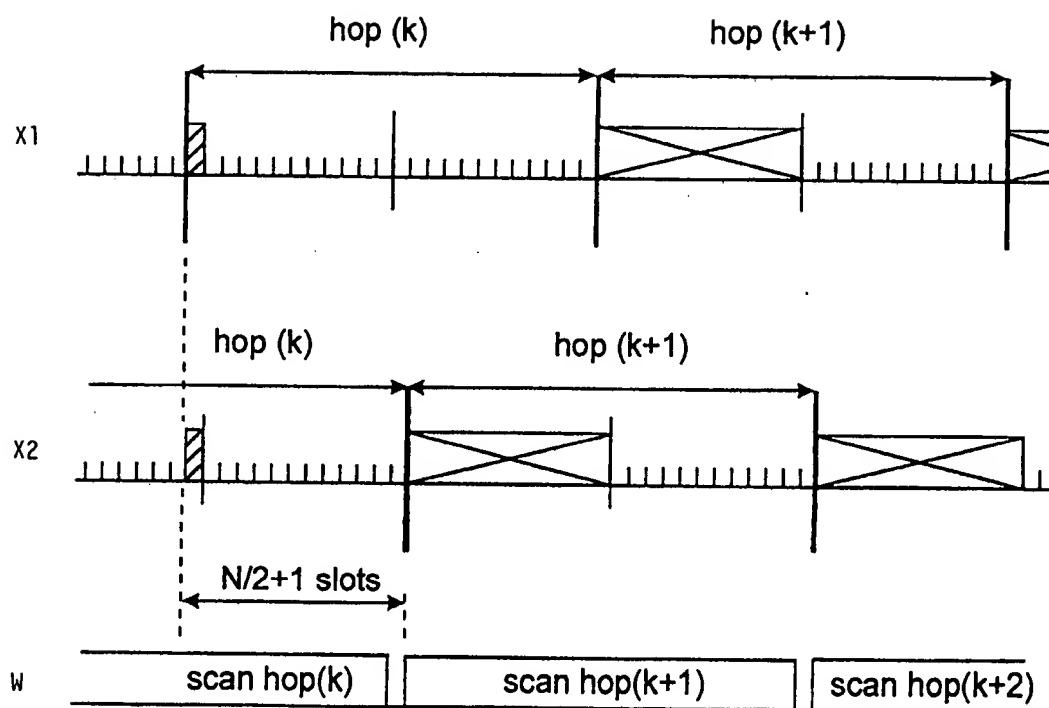 hop (k) hop (k+1)
X1
hop (k) hop (k+1)
X2
N/2+1 slots
W scan hop(k) scan hop(k+1) scan hop(k+2)